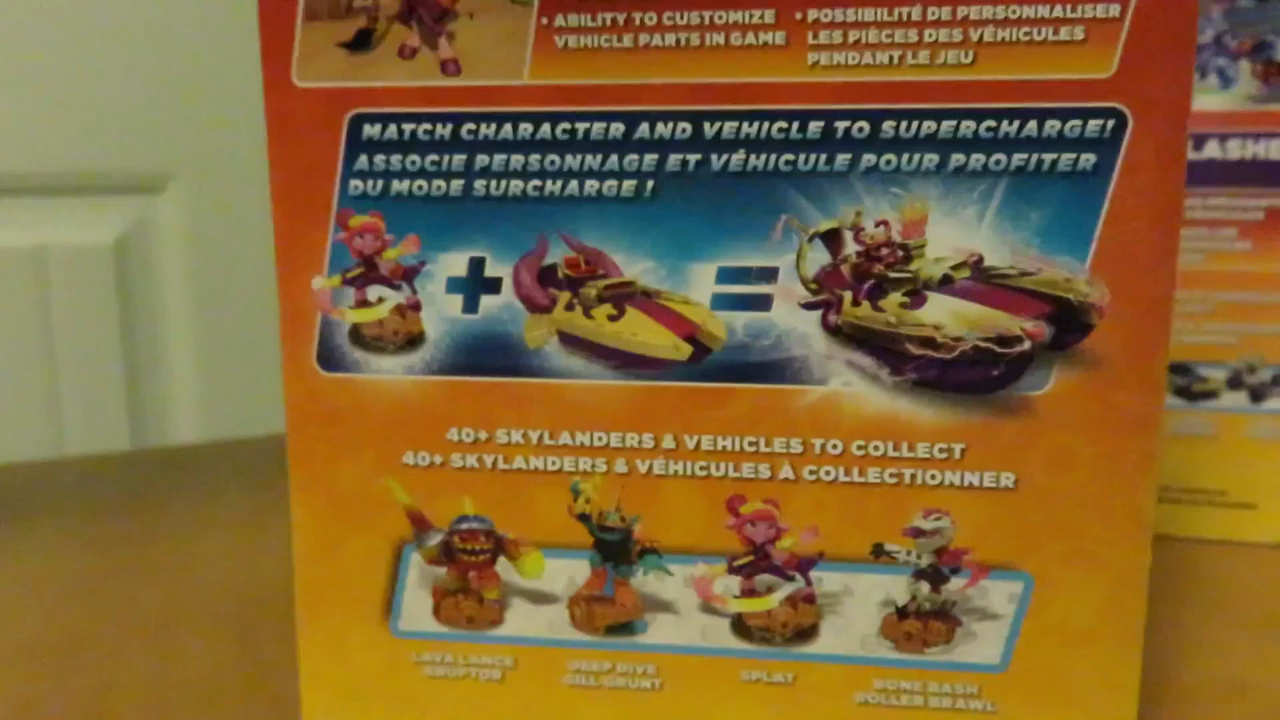 • ABILITY TO CUSTOMIZE
VEHICLE PARTS IN GAME
• POSSIBILITÉ DE PERSONNALISER
LES PIÈCES DES VÉHICULES
PENDANT LE JEU
MATCH CHARACTER AND VEHICLE TO SUPERCHARGE!
ASSOCIE PERSONNAGE ET VÉHICULE POUR PROFITER
DU MODE SURCHARGE !
40+ SKYLANDERS & VEHICLES TO COLLECT
40+ SKYLANDERS & VÉHICULES À COLLECTIONNER
LAVA LANCE
ERUPTOR
DEEP DIVE
GILL GRUNT
SPLAT
BONE BASH
ROLLER BRAWL
LASHE